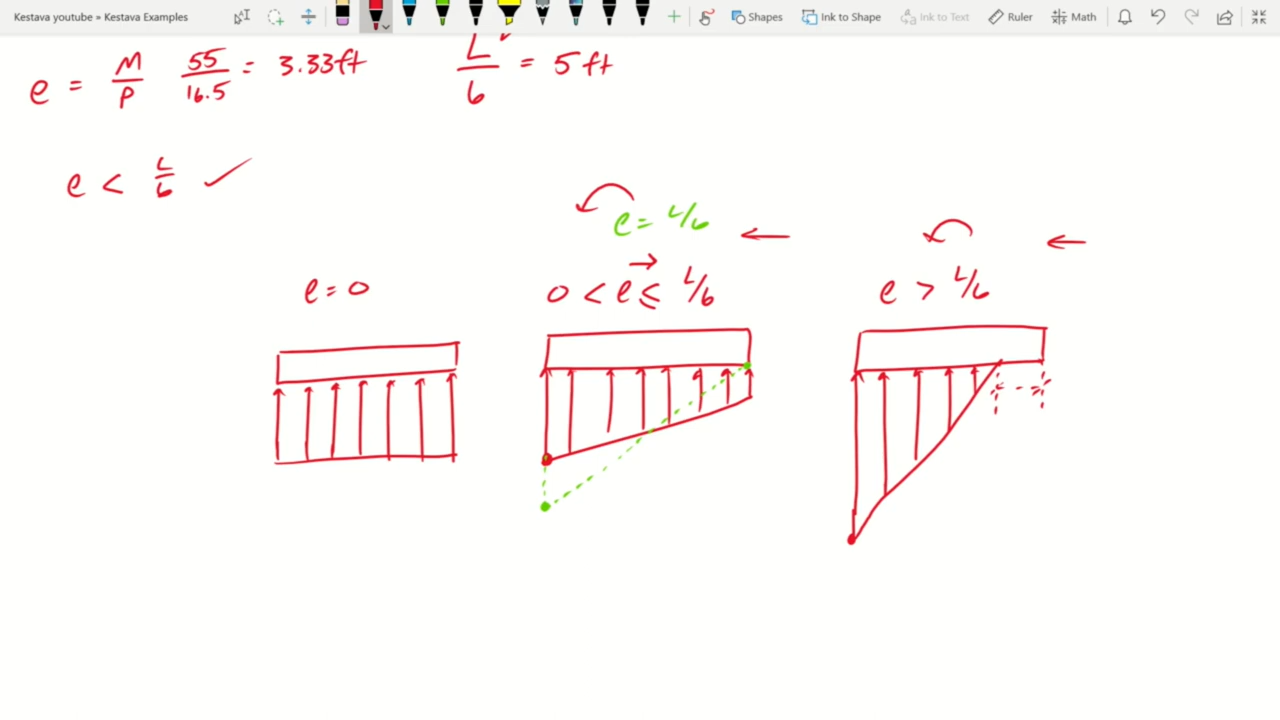 Kestava youtube » Kestava Examples
Shapes
Ink to Shape
Ink to Text
Ruler
Math
e = M/P 55/16.5 = 3.33ft
L/6 = 5 ft
e < L/6 ✓
e = L/6
e = 0
0 < e ≤ L/6
e > L/6